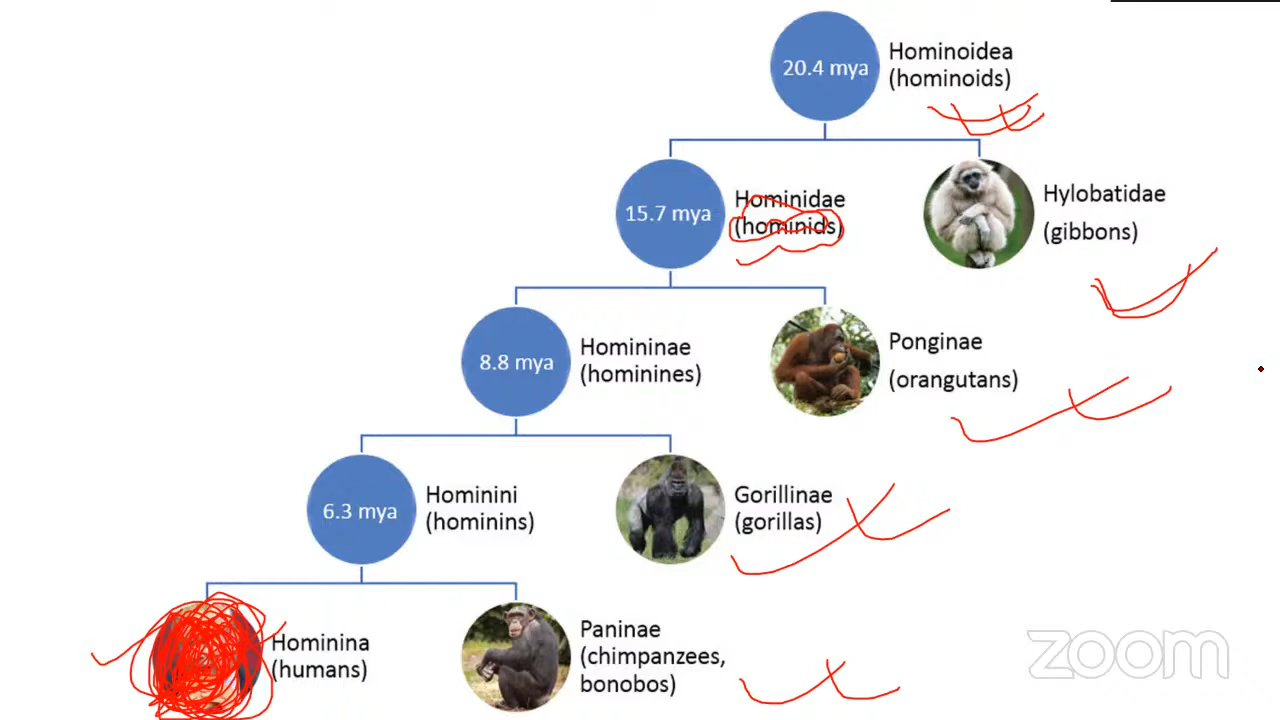 20.4 mya
Hominoidea
(hominoids)
15.7 mya
Hominidae
(hominids)
Hylobatidae
(gibbons)
8.8 mya
Homininae
(hominines)
Ponginae
(orangutans)
6.3 mya
Hominini
(hominins)
Gorillinae
(gorillas)
Hominina
(humans)
Paninae
(chimpanzees,
bonobos)
zoom